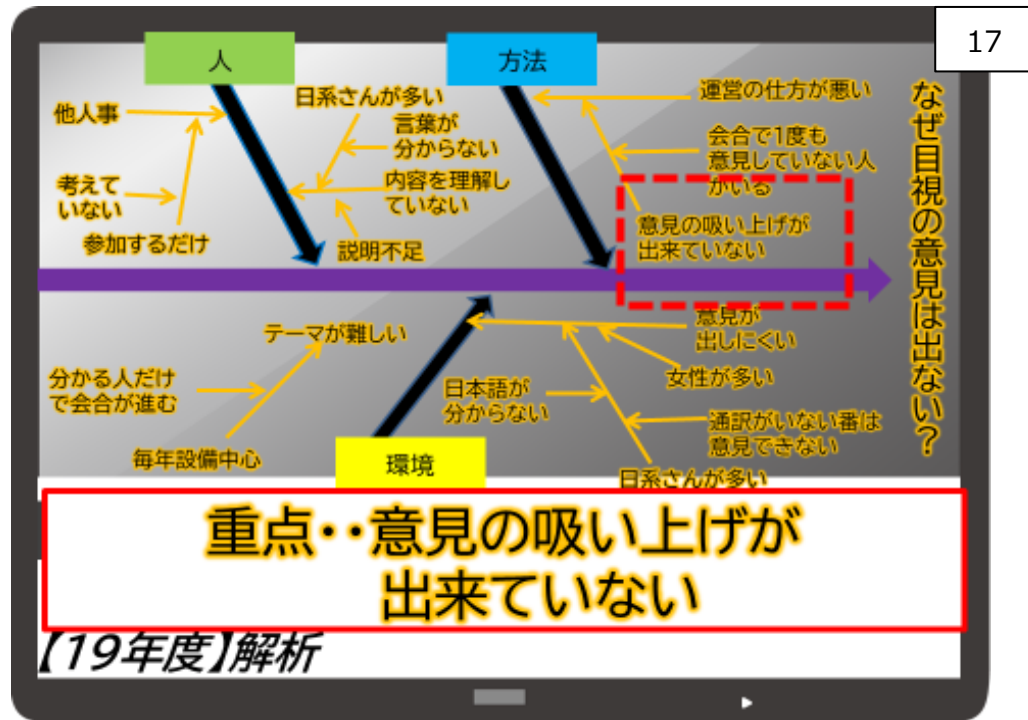 17
人
方法
なぜ目視の意見は出ない？
他人事
考えて
いない
参加するだけ
日系さんが多い
言葉が
分からない
内容を理解し
ていない
説明不足
運営の仕方が悪い
会合で1度も
意見していない人
がいる
意見の吸い上げが
出来ていない
テーマが難しい
分かる人だけ
で会合が進む
毎年設備中心
環境
意見が
出しにくい
女性が多い
日本語が
分からない
通訳がいない番は
意見できない
日系さんが多い
重点・・意見の吸い上げが
出来ていない
【19年度】解析